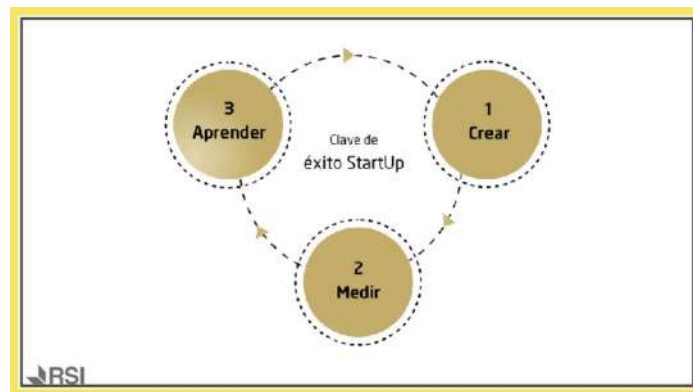 3
Aprender
1
Crear
Clave de
éxito StartUp
2
Medir
RSI